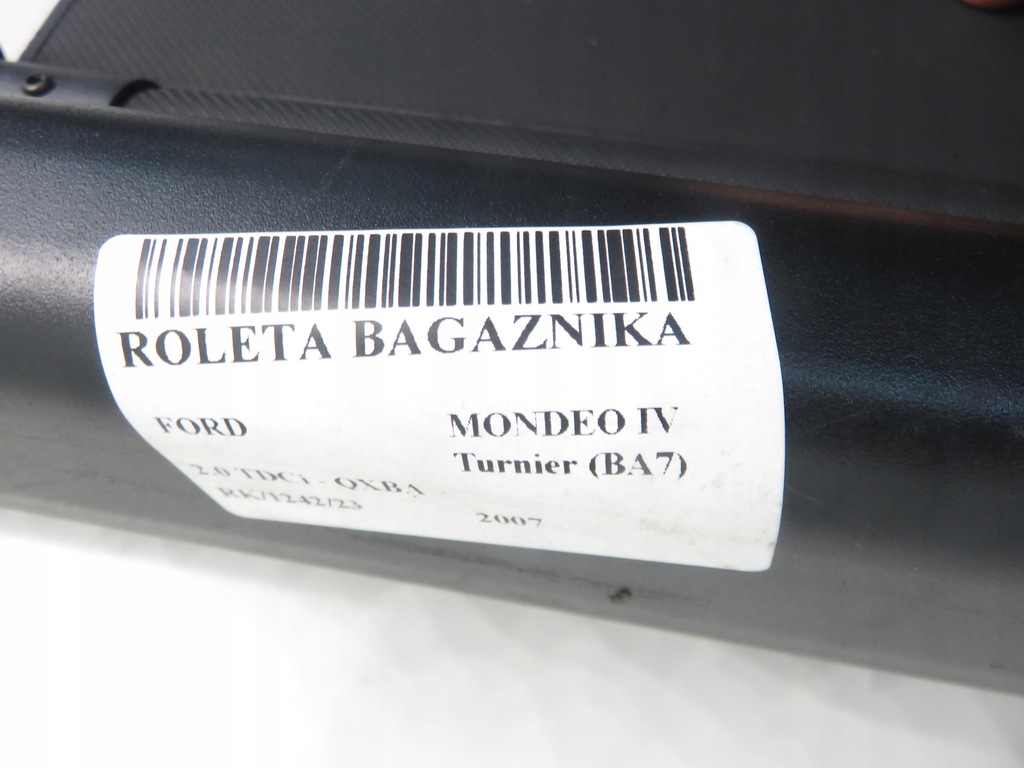 ROLETA BAGAZNIKA
FORD MONDEO IV
Turnier (BA7)
2.0 TDCi - QXBA
RK/1242/23
2007